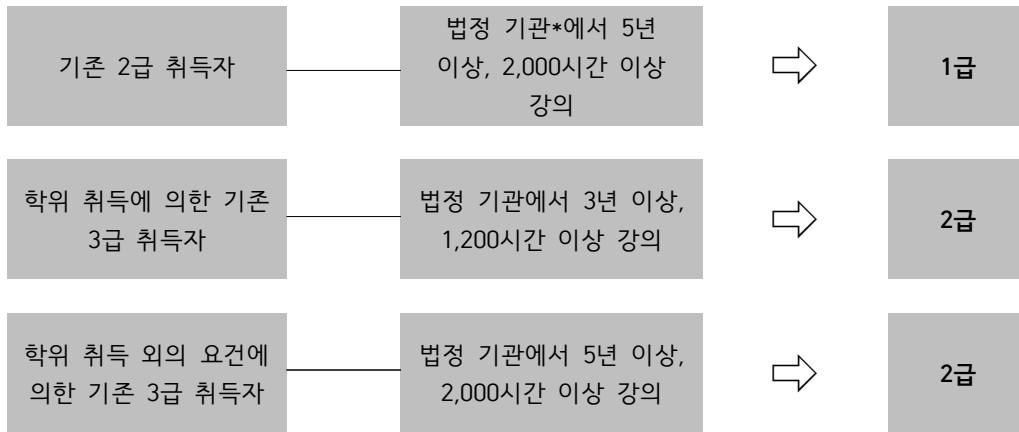 기존 2급 취득자
법정 기관*에서 5년
이상, 2,000시간 이상
강의
1급
학위 취득에 의한 기존
3급 취득자
법정 기관에서 3년 이상,
1,200시간 이상 강의
2급
학위 취득 외의 요건에
의한 기존 3급 취득자
법정 기관에서 5년 이상,
2,000시간 이상 강의
2급